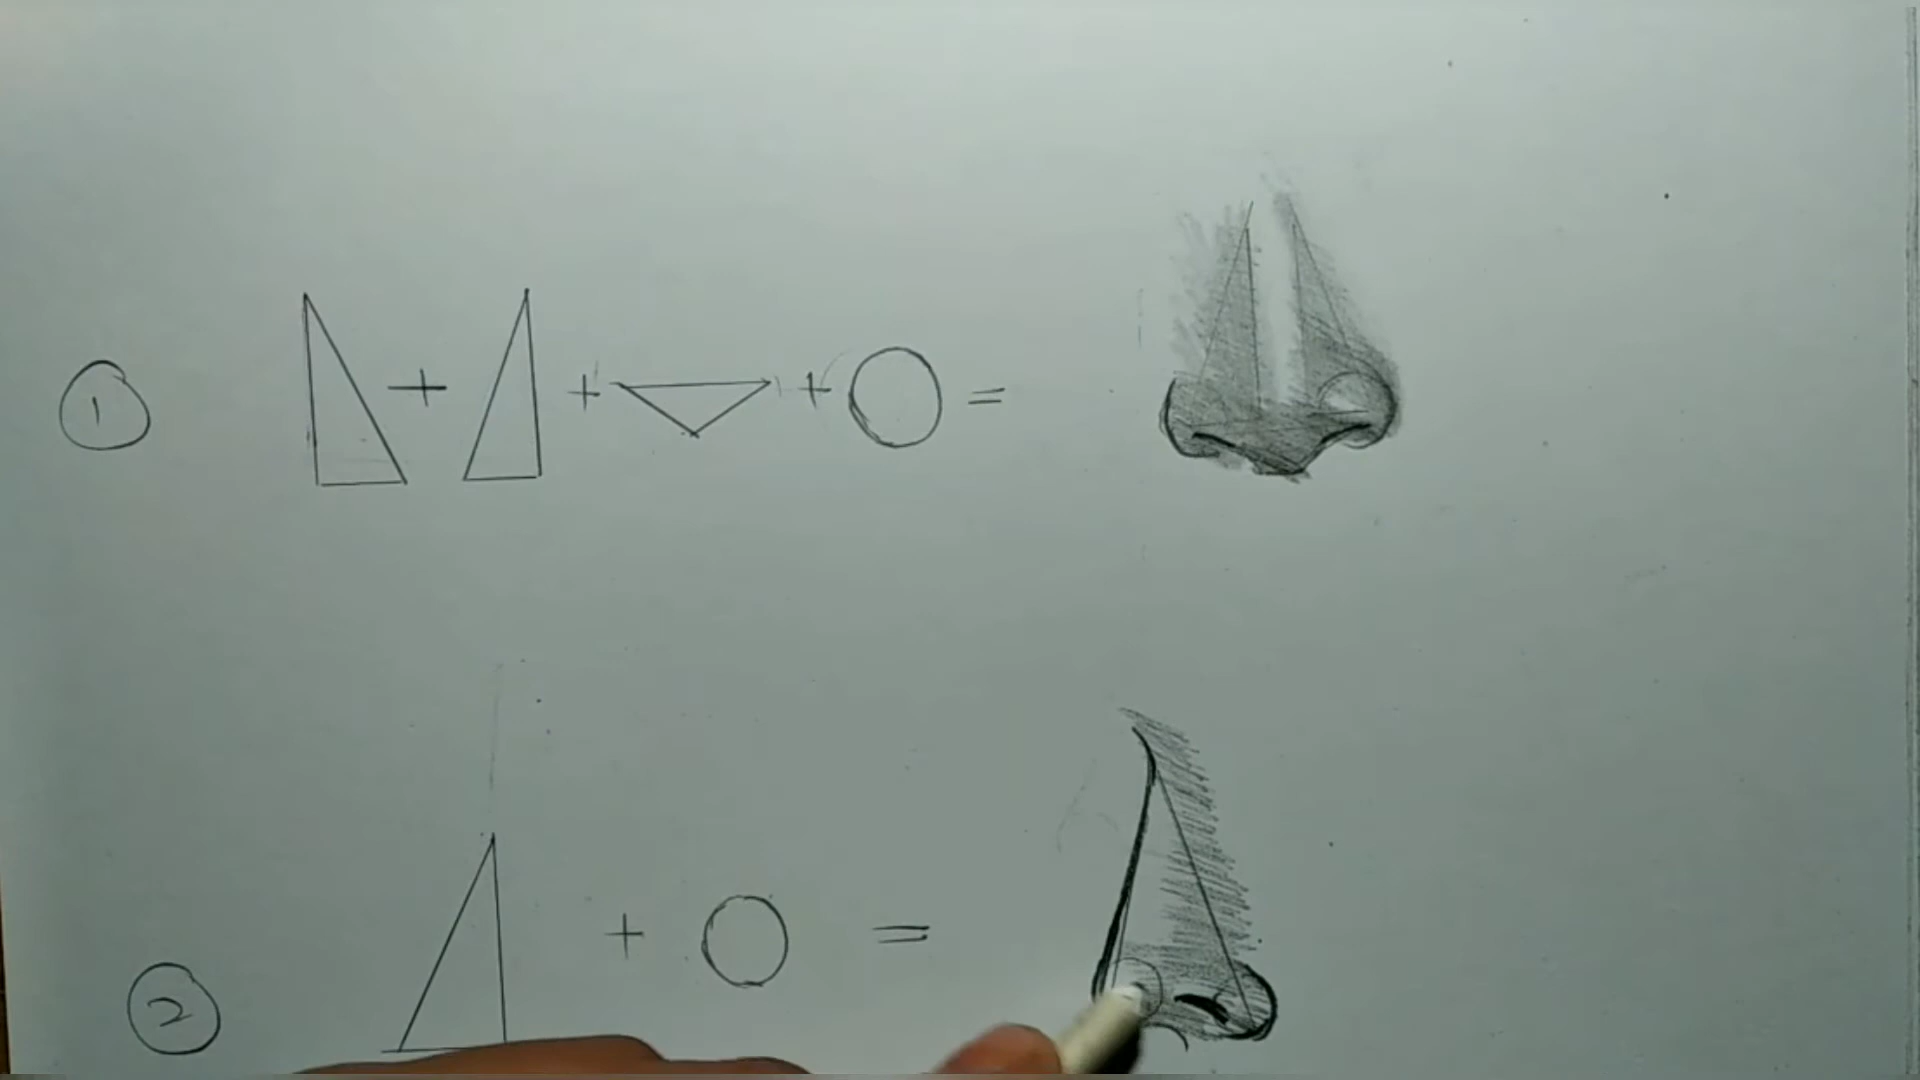 1 + + + =
2 + =